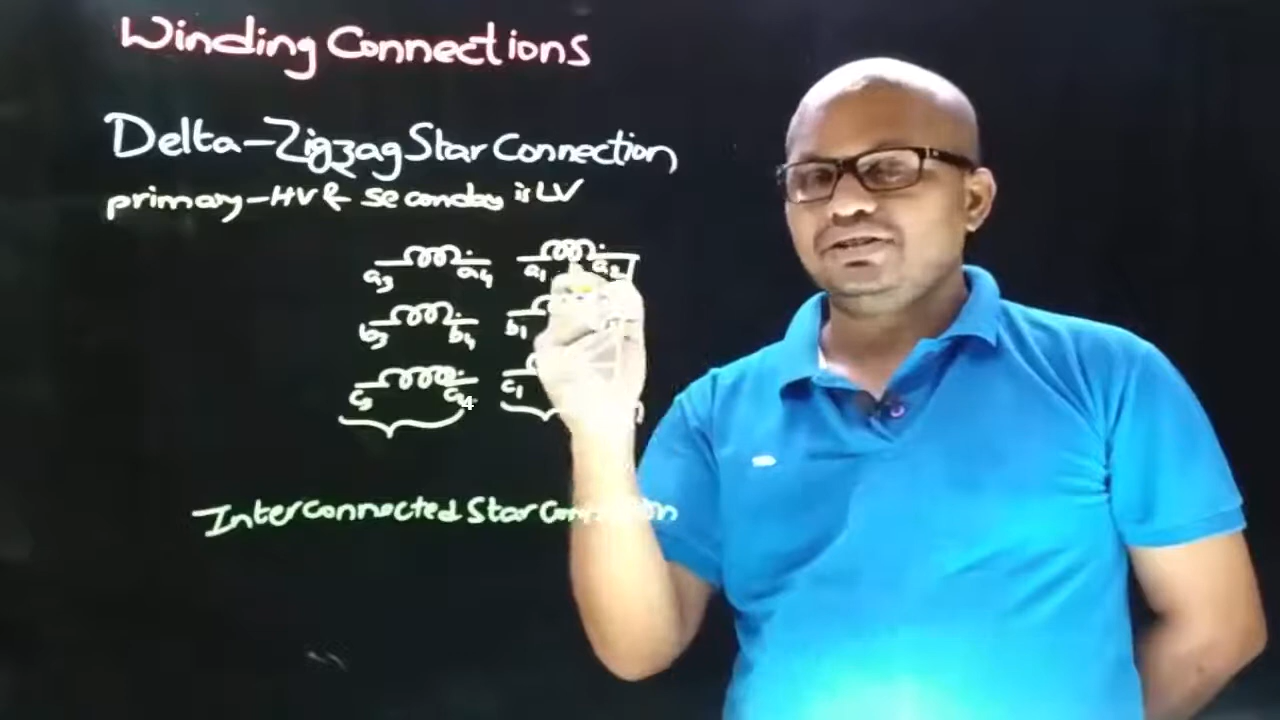 Winding Connections
Delta-Zigzag Star Connection
primary-HV & secondary is LV
a3 a4 a1 a2
b3 b4 b1
c3 c4 c1
4
Interconnected Star